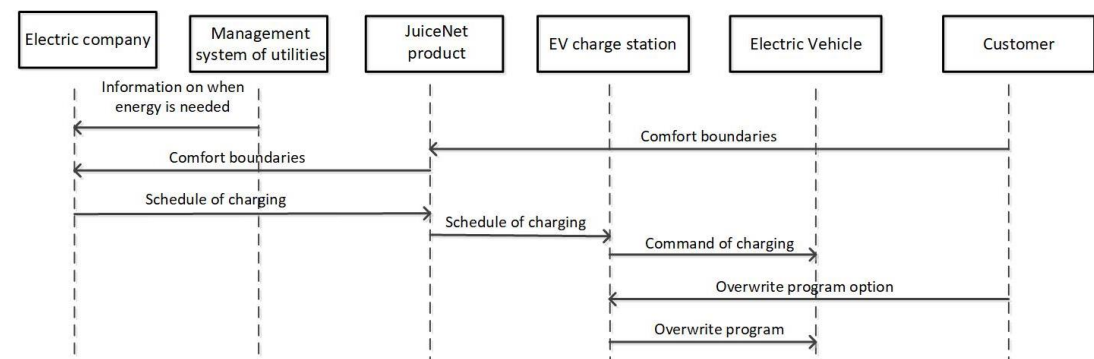 Electric company
Management
system of utilities
JuiceNet
product
EV charge station
Electric Vehicle
Customer
Information on when
energy is needed
Comfort boundaries
Comfort boundaries
Schedule of charging
Schedule of charging
Command of charging
Overwrite program option
Overwrite program